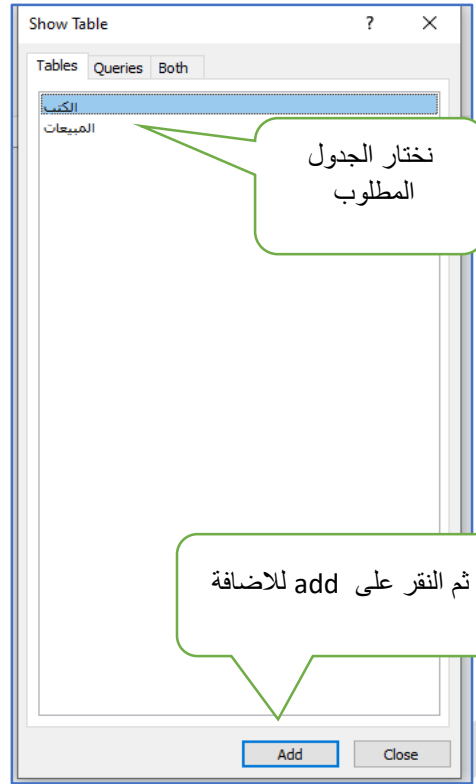 Show Table ? ×
Tables Queries Both
الكتب
المبيعات
نختار الجدول
المطلوب
ثم النقر على add للاضافة
Add Close